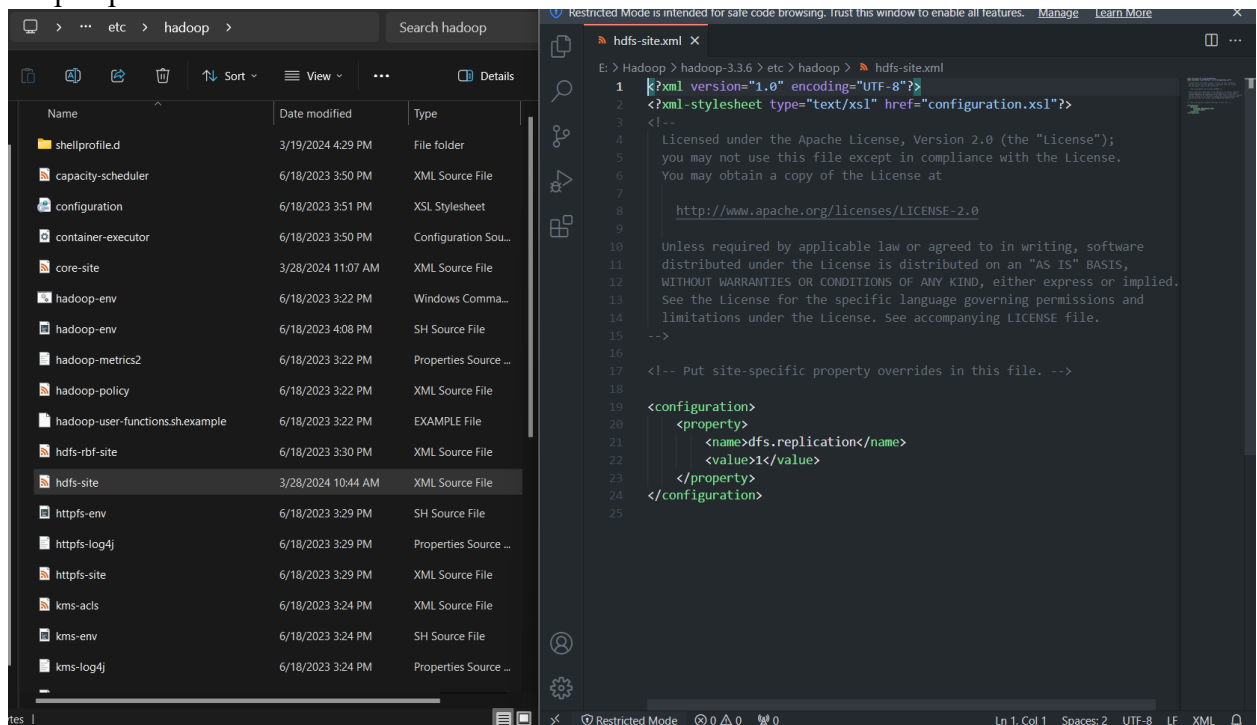 etc > hadoop >
Search hadoop
Sort
View
Details
Name Date modified Type
shellprofile.d 3/19/2024 4:29 PM File folder
capacity-scheduler 6/18/2023 3:50 PM XML Source File
configuration 6/18/2023 3:51 PM XSL Stylesheet
container-executor 6/18/2023 3:50 PM Configuration Sou...
core-site 3/28/2024 11:07 AM XML Source File
hadoop-env 6/18/2023 3:22 PM Windows Comma...
hadoop-env 6/18/2023 4:08 PM SH Source File
hadoop-metrics2 6/18/2023 3:22 PM Properties Source ...
hadoop-policy 6/18/2023 3:22 PM XML Source File
hadoop-user-functions.sh.example 6/18/2023 3:22 PM EXAMPLE File
hdfs-rbf-site 6/18/2023 3:30 PM XML Source File
hdfs-site 3/28/2024 10:44 AM XML Source File
httpfs-env 6/18/2023 3:29 PM SH Source File
httpfs-log4j 6/18/2023 3:29 PM Properties Source ...
httpfs-site 6/18/2023 3:29 PM XML Source File
kms-acls 6/18/2023 3:24 PM XML Source File
kms-env 6/18/2023 3:24 PM SH Source File
kms-log4j 6/18/2023 3:24 PM Properties Source ...
Restricted Mode is intended for safe code browsing. Trust this window to enable all features. Manage Learn More
hdfs-site.xml
E: > Hadoop > hadoop-3.3.6 > etc > hadoop > hdfs-site.xml
1 <?xml version="1.0" encoding="UTF-8"?>
2 <?xml-stylesheet type="text/xsl" href="configuration.xsl"?>
3 <!--
4 Licensed under the Apache License, Version 2.0 (the "License");
5 you may not use this file except in compliance with the License.
6 You may obtain a copy of the License at
7
8 http://www.apache.org/licenses/LICENSE-2.0
9
10 Unless required by applicable law or agreed to in writing, software
11 distributed under the License is distributed on an "AS IS" BASIS,
12 WITHOUT WARRANTIES OR CONDITIONS OF ANY KIND, either express or implied.
13 See the License for the specific language governing permissions and
14 limitations under the License. See accompanying LICENSE file.
15 -->
16
17 <!-- Put site-specific property overrides in this file. -->
18
19 <configuration>
20 <property>
21 <name>dfs.replication</name>
22 <value>1</value>
23 </property>
24 </configuration>
25
Restricted Mode 0 0 0 Ln 1, Col 1 Spaces: 2 UTF-8 LF XML